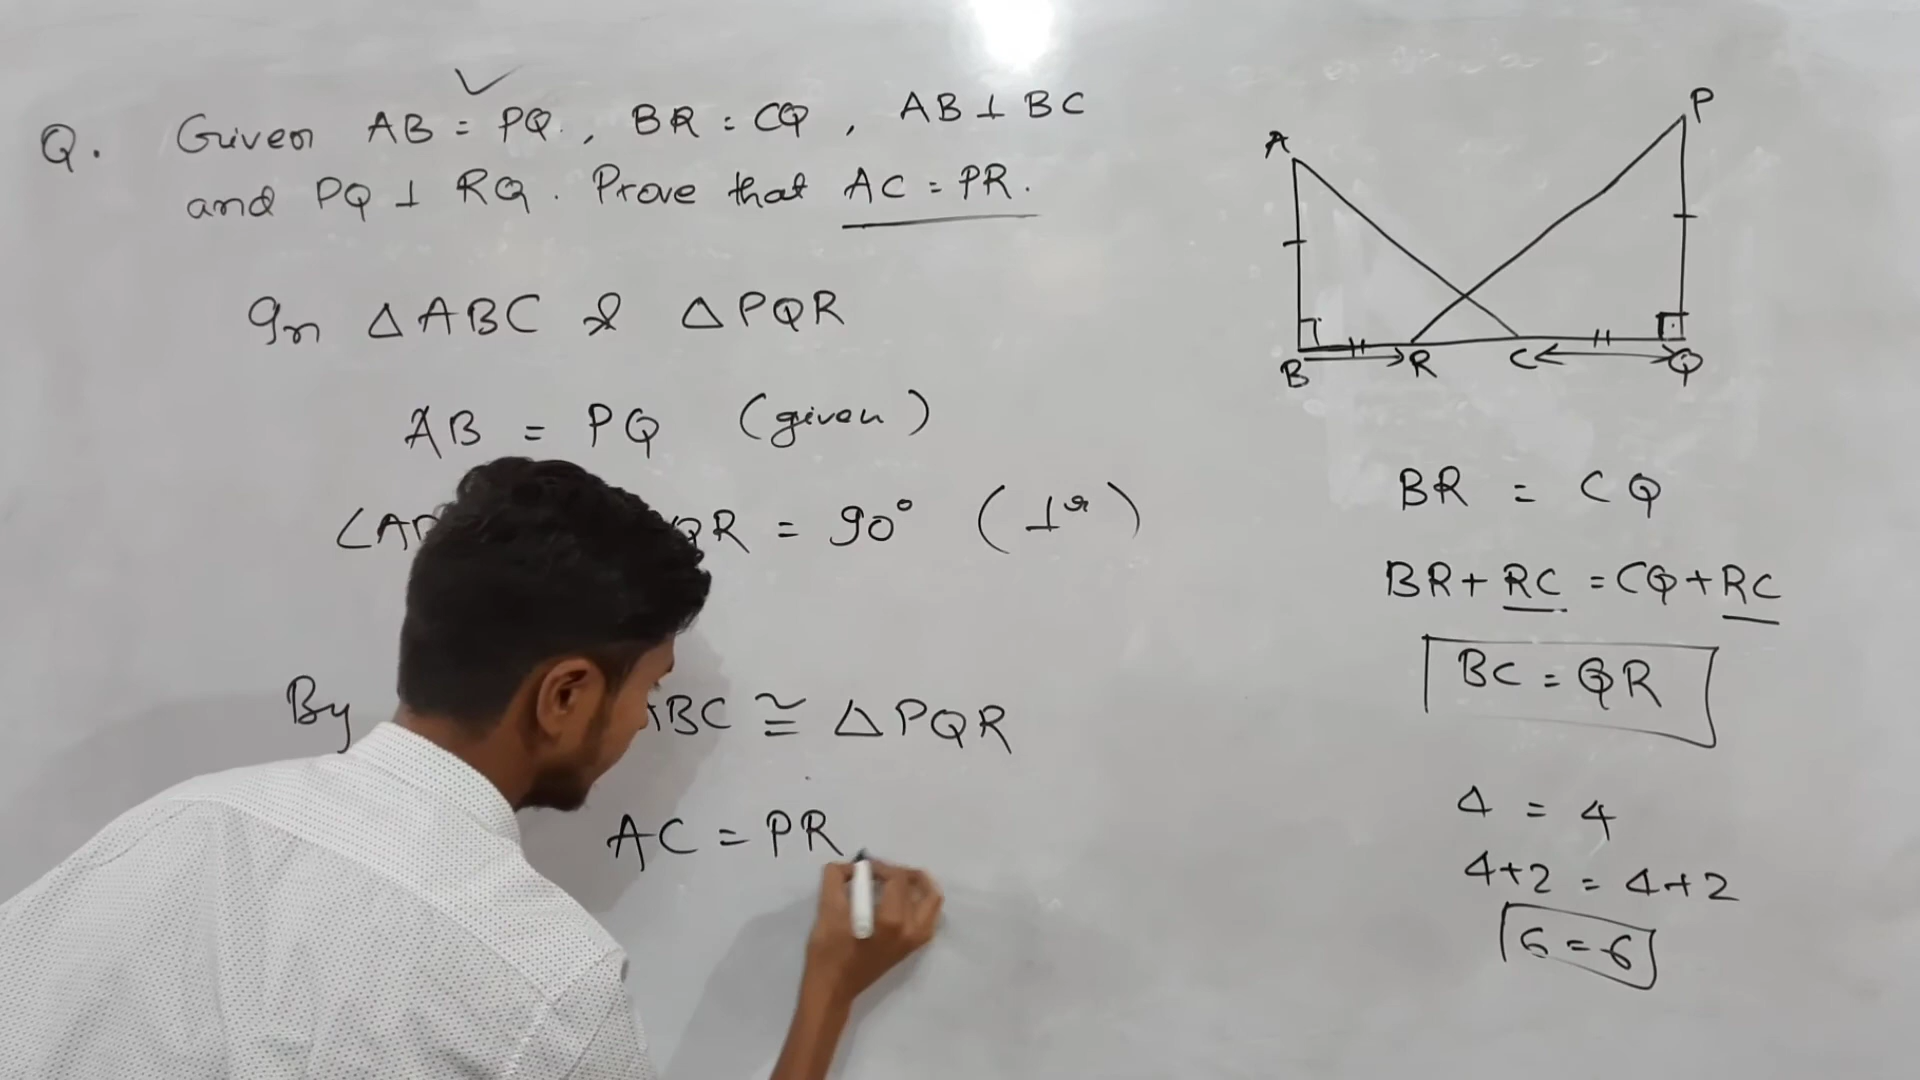 Q. Given AB = PQ, BR = CQ, AB ⊥ BC
and PQ ⊥ RQ. Prove that AC = PR.
In △ABC & △PQR
AB = PQ (given)
QR = 90° (⊥r)
By
BC ≅ △PQR
AC = PR
A
P
B
R
C
Q
BR = CQ
BR + RC = CQ + RC
BC = QR
4 = 4
4+2 = 4+2
6 = 6